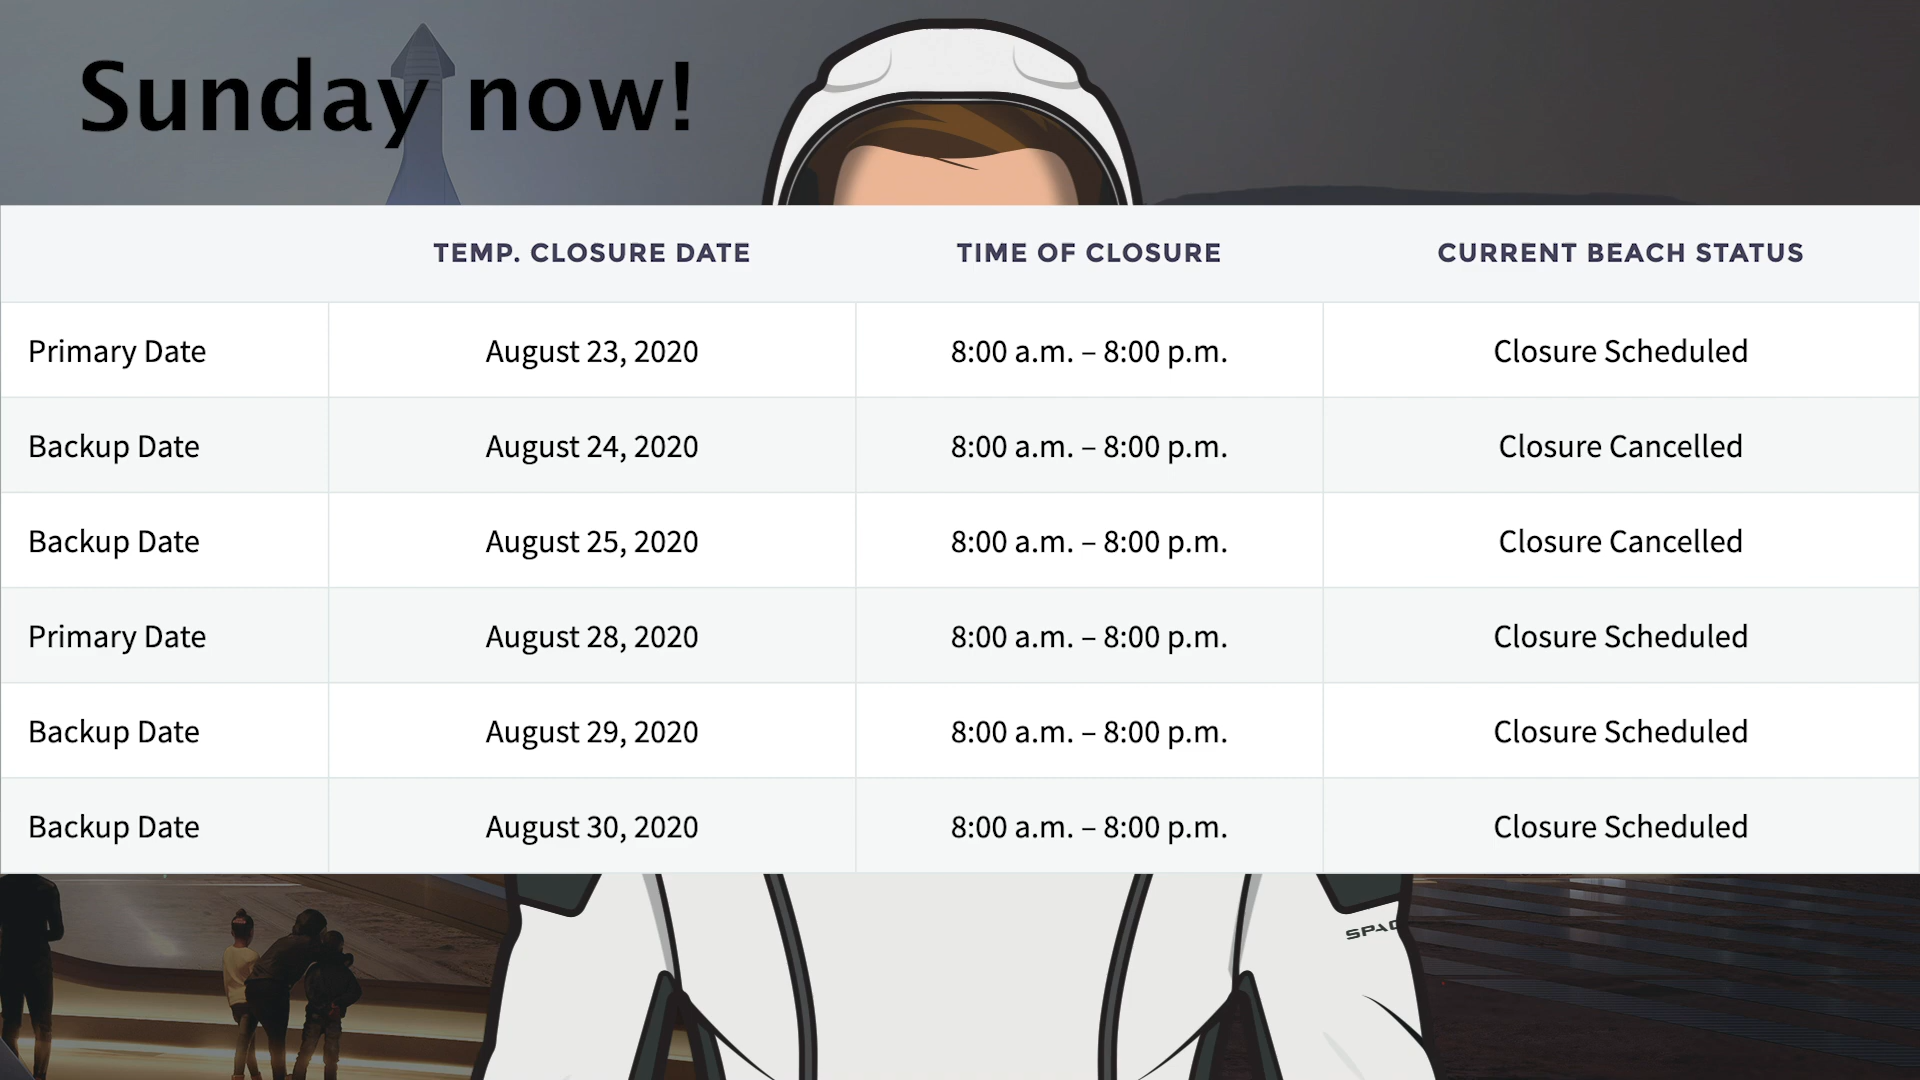 Sunday now!
TEMP. CLOSURE DATE TIME OF CLOSURE CURRENT BEACH STATUS
Primary Date August 23, 2020 8:00 a.m. – 8:00 p.m. Closure Scheduled
Backup Date August 24, 2020 8:00 a.m. – 8:00 p.m. Closure Cancelled
Backup Date August 25, 2020 8:00 a.m. – 8:00 p.m. Closure Cancelled
Primary Date August 28, 2020 8:00 a.m. – 8:00 p.m. Closure Scheduled
Backup Date August 29, 2020 8:00 a.m. – 8:00 p.m. Closure Scheduled
Backup Date August 30, 2020 8:00 a.m. – 8:00 p.m. Closure Scheduled
SPAC